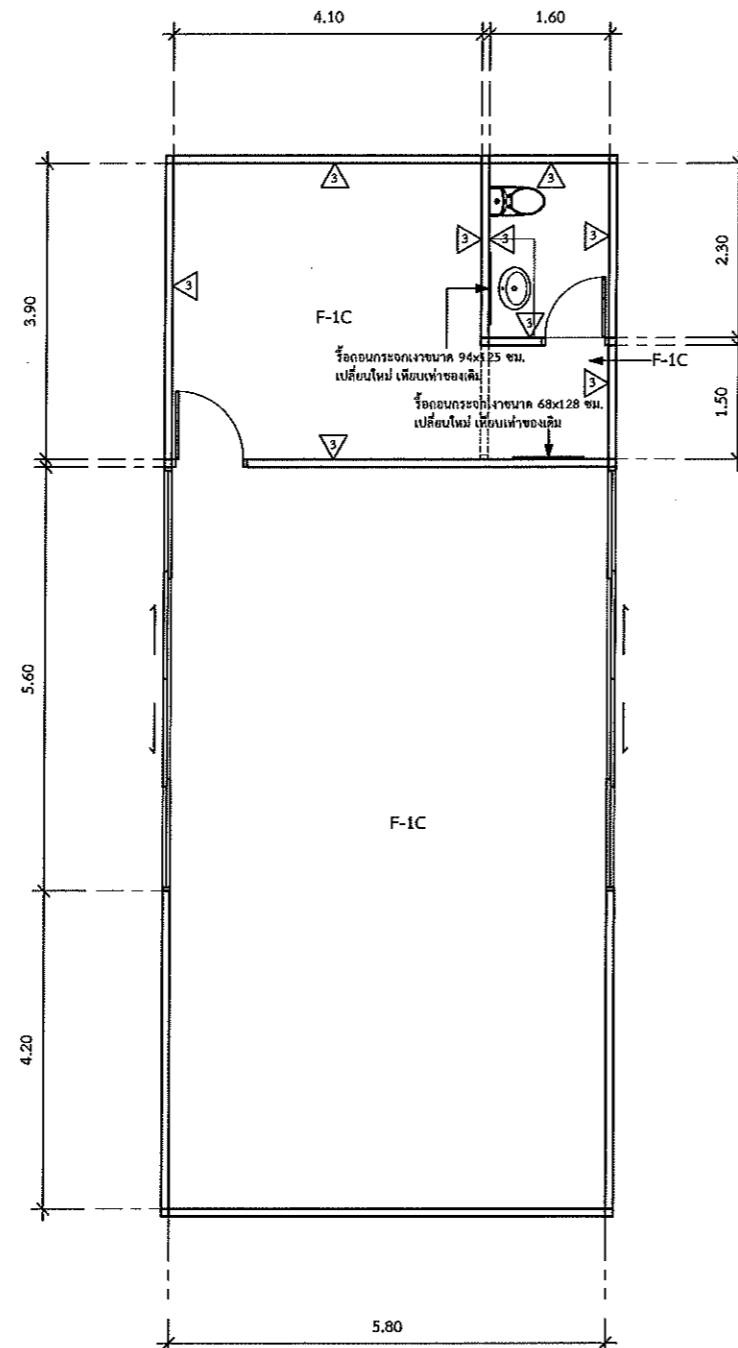 4.10
1.60
3
3
3
3
3
2.30
3
3.90
F-1C
3
รื้อถอนกระจกเงาขนาด 94x125 ซม.
เปลี่ยนใหม่ เทียบเท่าของเดิม
F-1C
3
1.50
รื้อถอนกระจกเงาขนาด 68x128 ซม.
เปลี่ยนใหม่ เทียบเท่าของเดิม
3
5.60
F-1C
4.20
5.80